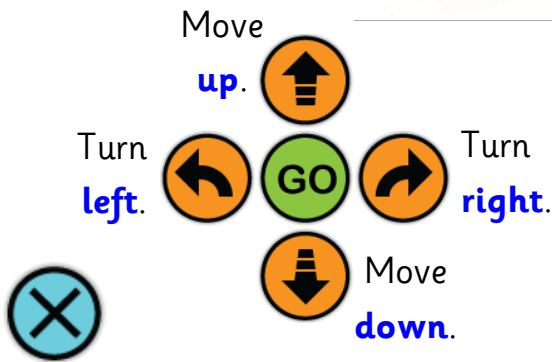 Move
up.
Turn
left.
GO
Turn
right.
Move
down.